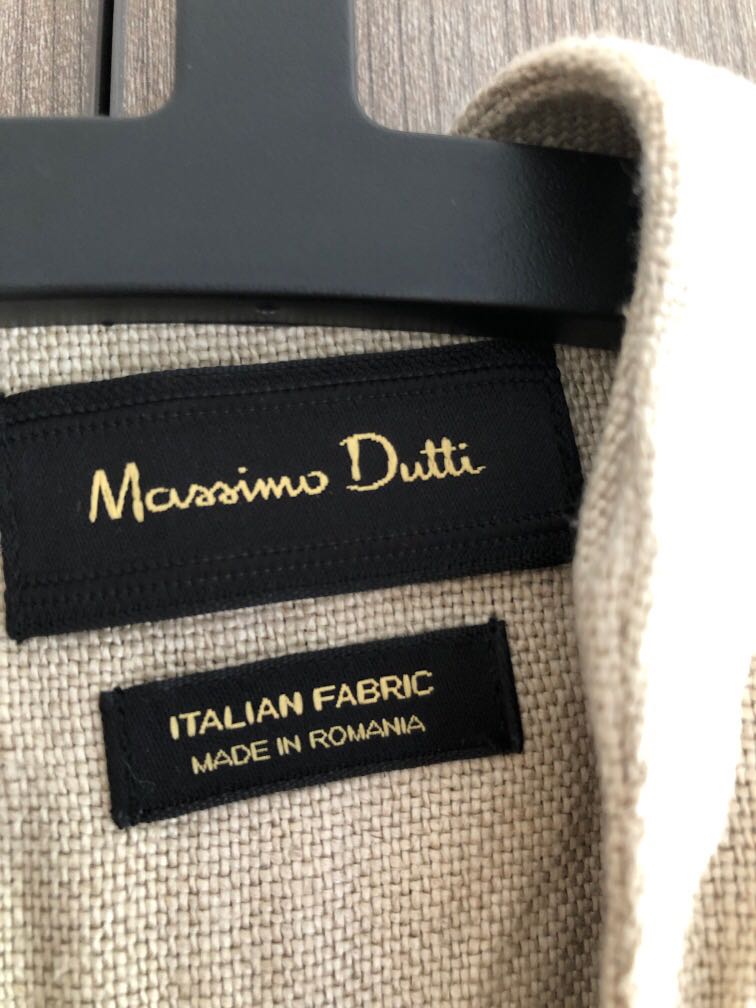 Massimo Dutti
ITALIAN FABRIC
MADE IN ROMANIA